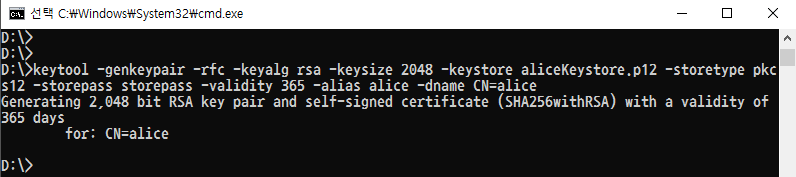 선택 C:₩Windows₩System32₩cmd.exe
D:\>
D:\>
D:\>keytool -genkeypair -rfc -keyalg rsa -keysize 2048 -keystore aliceKeystore.p12 -storetype pkc
s12 -storepass storepass -validity 365 -alias alice -dname CN=alice
Generating 2,048 bit RSA key pair and self-signed certificate (SHA256withRSA) with a validity of
365 days
        for: CN=alice
D:\>